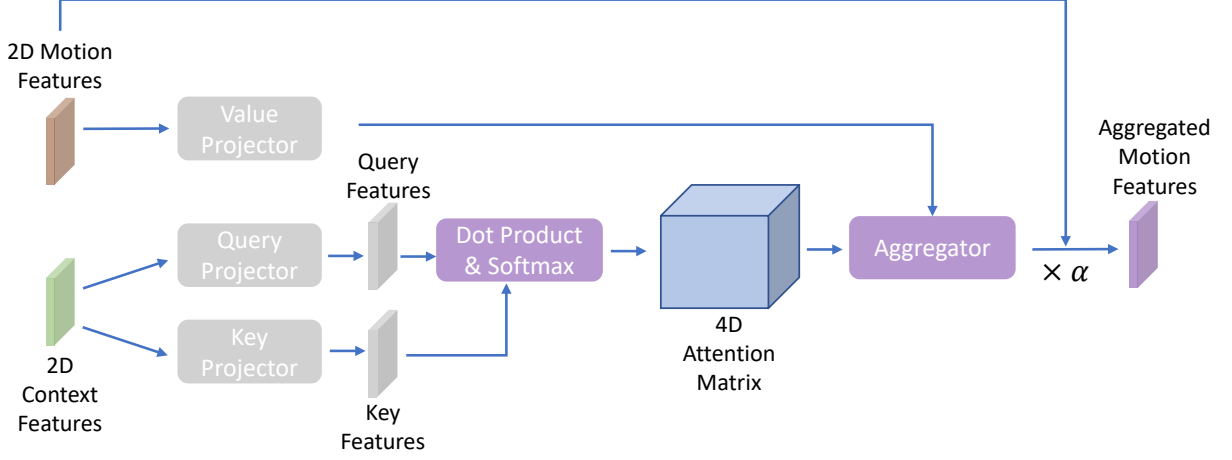 2D Motion
Features
Value
Projector
Query
Features
Aggregated
Motion
Features
Query
Projector
Dot Product
& Softmax
Aggregator
× α
Key
Projector
4D
Attention
Matrix
2D
Context
Features
Key
Features